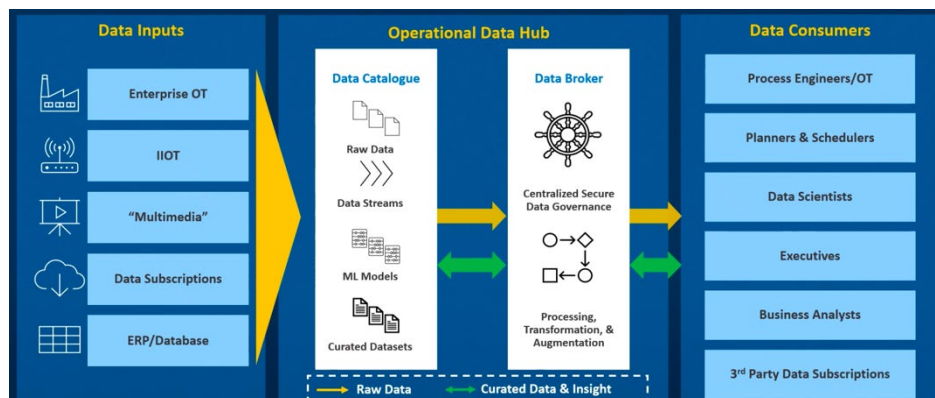 Data Inputs
Enterprise OT
IIOT
“Multimedia”
Data Subscriptions
ERP/Database
Operational Data Hub
Data Catalogue
Raw Data
Data Streams
ML Models
Curated Datasets
Data Broker
Centralized Secure
Data Governance
Processing,
Transformation, &
Augmentation
Raw Data
Curated Data & Insight
Data Consumers
Process Engineers/OT
Planners & Schedulers
Data Scientists
Executives
Business Analysts
3rd Party Data Subscriptions